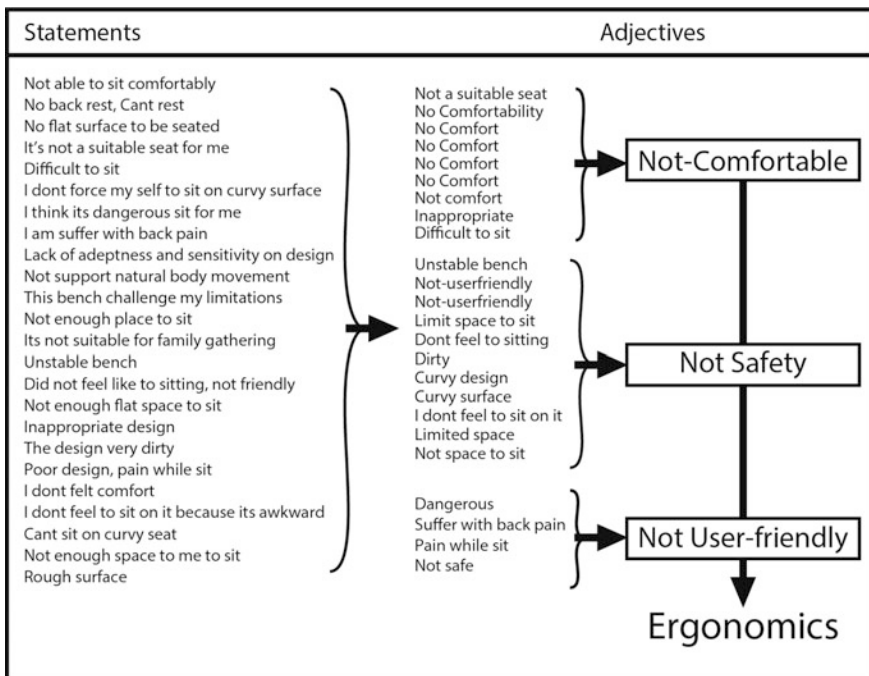 Statements
Adjectives
Not able to sit comfortably
No back rest, Cant rest
No flat surface to be seated
It's not a suitable seat for me
Difficult to sit
I dont force my self to sit on curvy surface
I think its dangerous sit for me
I am suffer with back pain
Lack of adeptness and sensitivity on design
Not support natural body movement
This bench challenge my limitations
Not enough place to sit
Its not suitable for family gathering
Unstable bench
Did not feel like to sitting, not friendly
Not enough flat space to sit
Inappropriate design
The design very dirty
Poor design, pain while sit
I dont felt comfort
I dont feel to sit on it because its awkward
Cant sit on curvy seat
Not enough space to me to sit
Rough surface
Not a suitable seat
No Comfortability
No Comfort
No Comfort
No Comfort
No Comfort
Not comfort
Inappropriate
Difficult to sit
Unstable bench
Not-userfriendly
Not-userfriendly
Limit space to sit
Dont feel to sitting
Dirty
Curvy design
Curvy surface
I dont feel to sit on it
Limited space
Not space to sit
Dangerous
Suffer with back pain
Pain while sit
Not safe
Not-Comfortable
Not Safety
Not User-friendly
Ergonomics